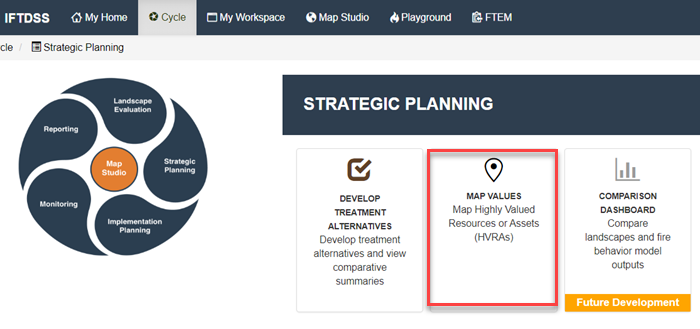 IFTDSS My Home Cycle My Workspace Map Studio Playground FTEM
cle / Strategic Planning
Landscape
Evaluation
Reporting
Map
Studio
Strategic
Planning
Monitoring
Implementation
Planning
STRATEGIC PLANNING
DEVELOP
TREATMENT
ALTERNATIVES
Develop treatment
alternatives and view
comparative
summaries
MAP VALUES
Map Highly Valued
Resources or Assets
(HVRAs)
COMPARISON
DASHBOARD
Compare
landscapes and fire
behavior model
outputs
Future Development